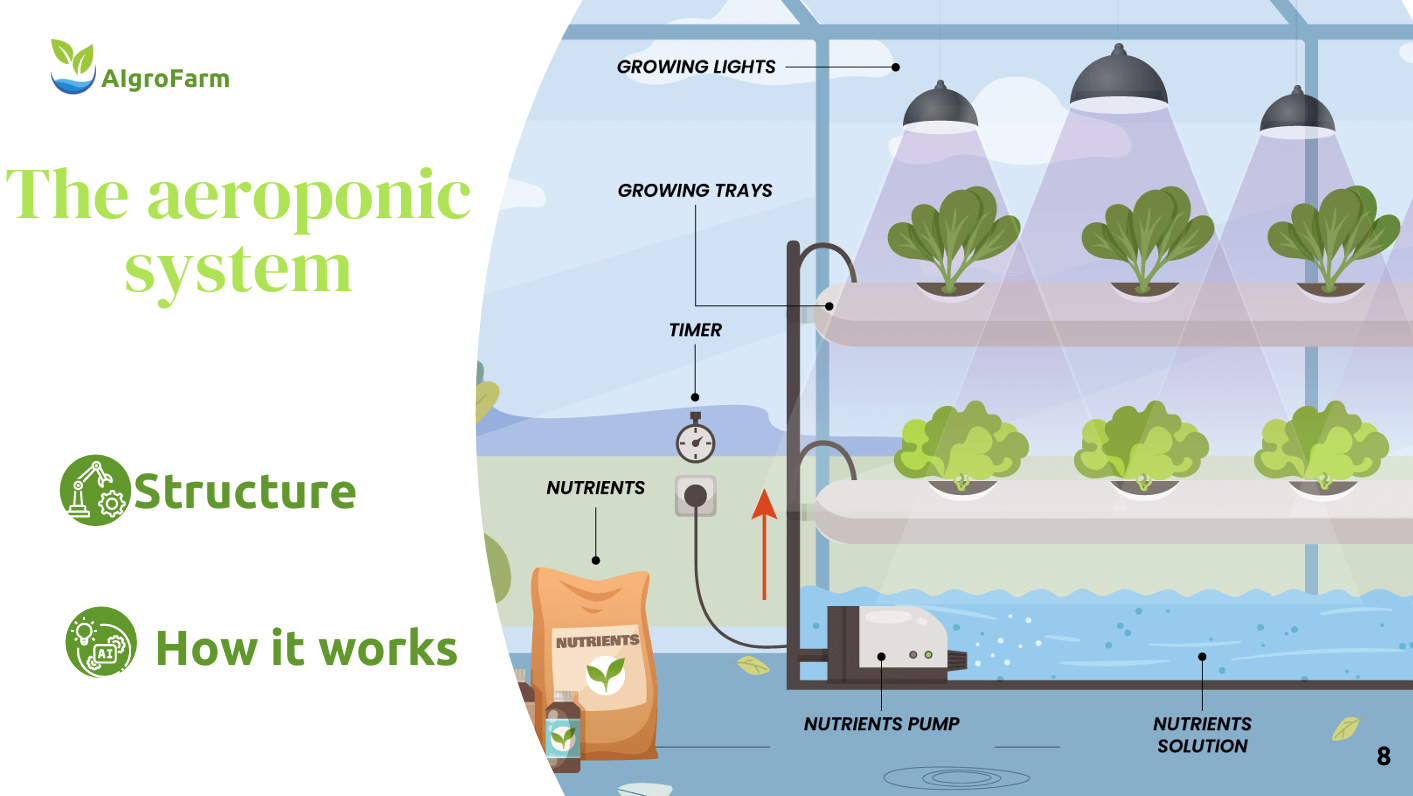 AIgroFarm
The aeroponic
system
Structure
How it works
AI
GROWING LIGHTS
GROWING TRAYS
TIMER
NUTRIENTS
NUTRIENTS
NUTRIENTS PUMP
NUTRIENTS
SOLUTION
8